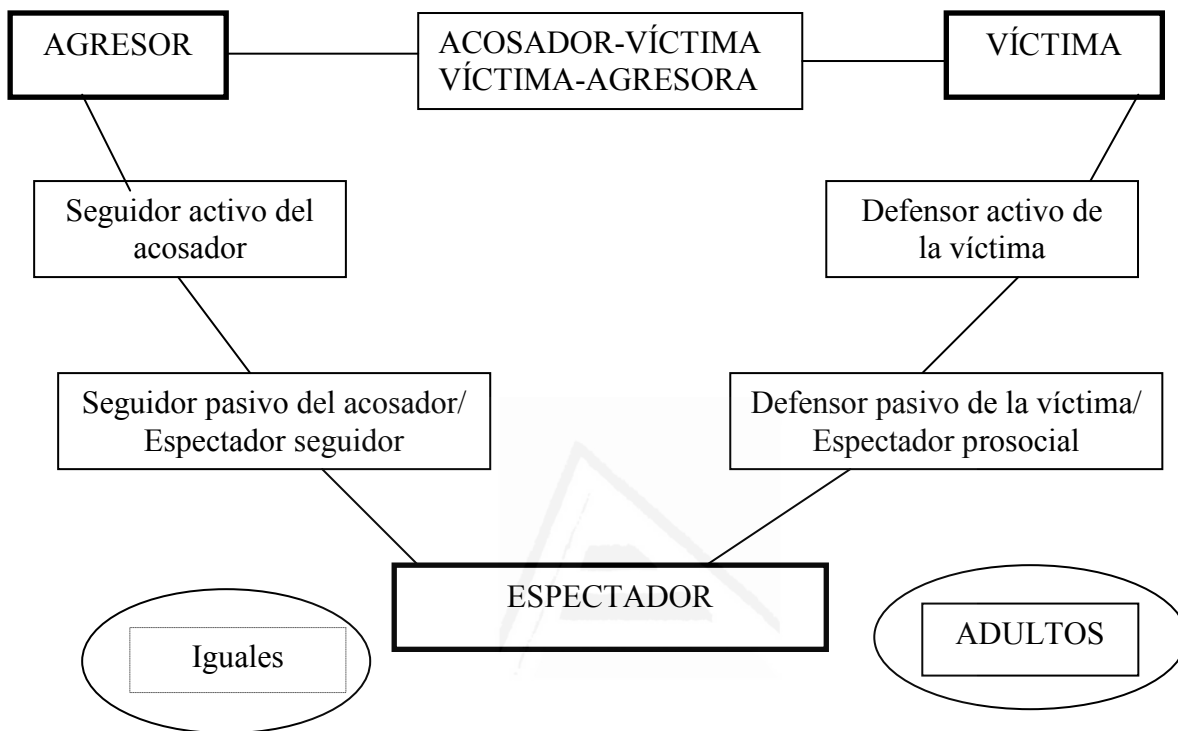 AGRESOR
ACOSADOR-VÍCTIMA
VÍCTIMA-AGRESORA
VÍCTIMA
Seguidor activo del
acosador
Defensor activo de
la víctima
Seguidor pasivo del acosador/
Espectador seguidor
Defensor pasivo de la víctima/
Espectador prosocial
ESPECTADOR
Iguales
ADULTOS